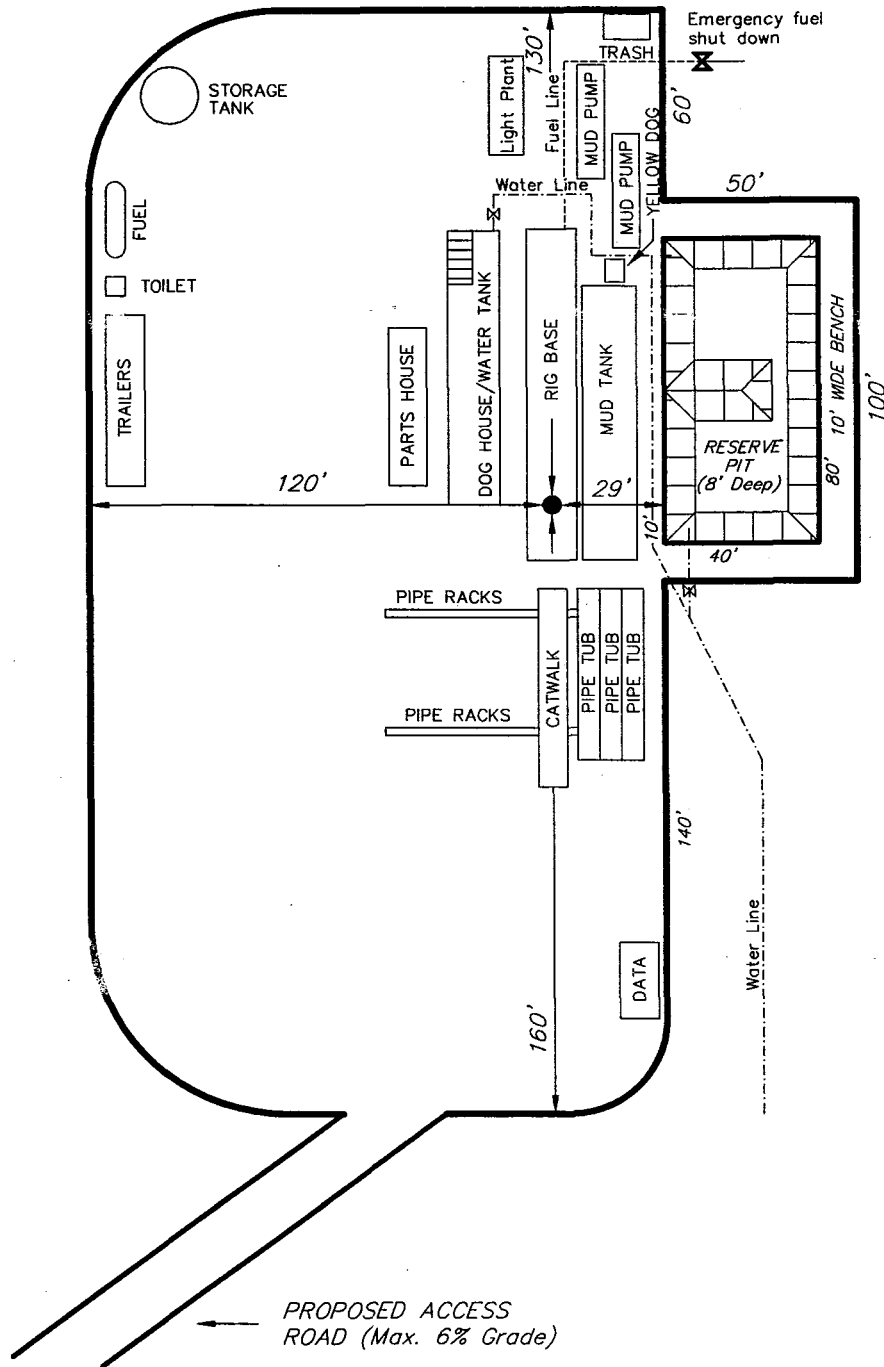 Emergency fuel
shut down
TRASH
130'
Light Plant
Fuel Line
MUD PUMP
60'
STORAGE
TANK
MUD PUMP
YELLOW DOG
Water Line
50'
FUEL
TOILET
TRAILERS
PARTS HOUSE
DOG HOUSE/WATER TANK
RIG BASE
MUD TANK
RESERVE
PIT
(8' Deep)
80'
10' WIDE BENCH
100'
120'
29'
10'
40'
PIPE RACKS
CATWALK
PIPE TUB
PIPE TUB
PIPE TUB
PIPE RACKS
140'
Water Line
DATA
160'
PROPOSED ACCESS
ROAD (Max. 6% Grade)